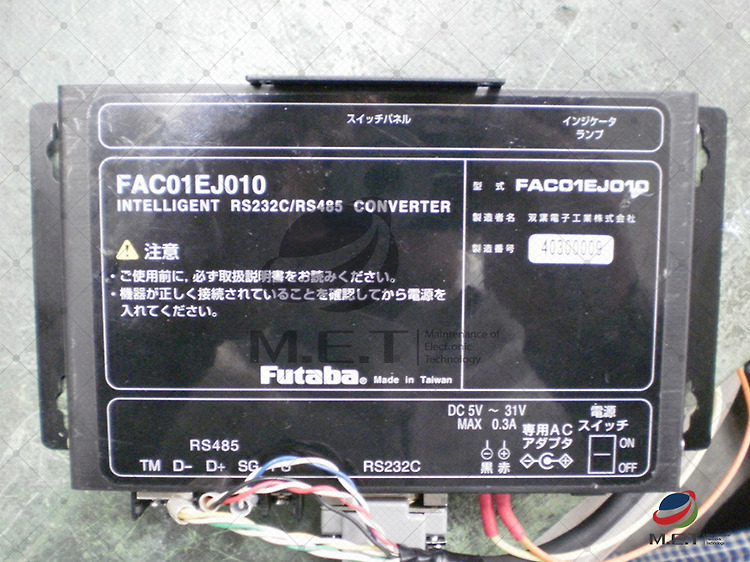 スイッチパネル
インジケータ
ランプ
FAC01EJ010
INTELLIGENT RS232C/RS485 CONVERTER
注意
・ご使用前に,必ず取扱説明書をお読みください。
・機器が正しく接続されていることを確認してから電源を
入れてください。
Futaba® Made in Taiwan
型式 FAC01EJ010
製造者名 双葉電子工業株式会社
製造番号 40300009
M.E.T
Maintenance of
Electronic
Technology
RS485
TM D- D+ SG
RS232C
DC 5V ～ 31V
MAX 0.3A
黒 赤
専用AC
アダプタ
電源
スイッチ
ON
OFF
M.E.T
Maintenance of
Electronic
Technology